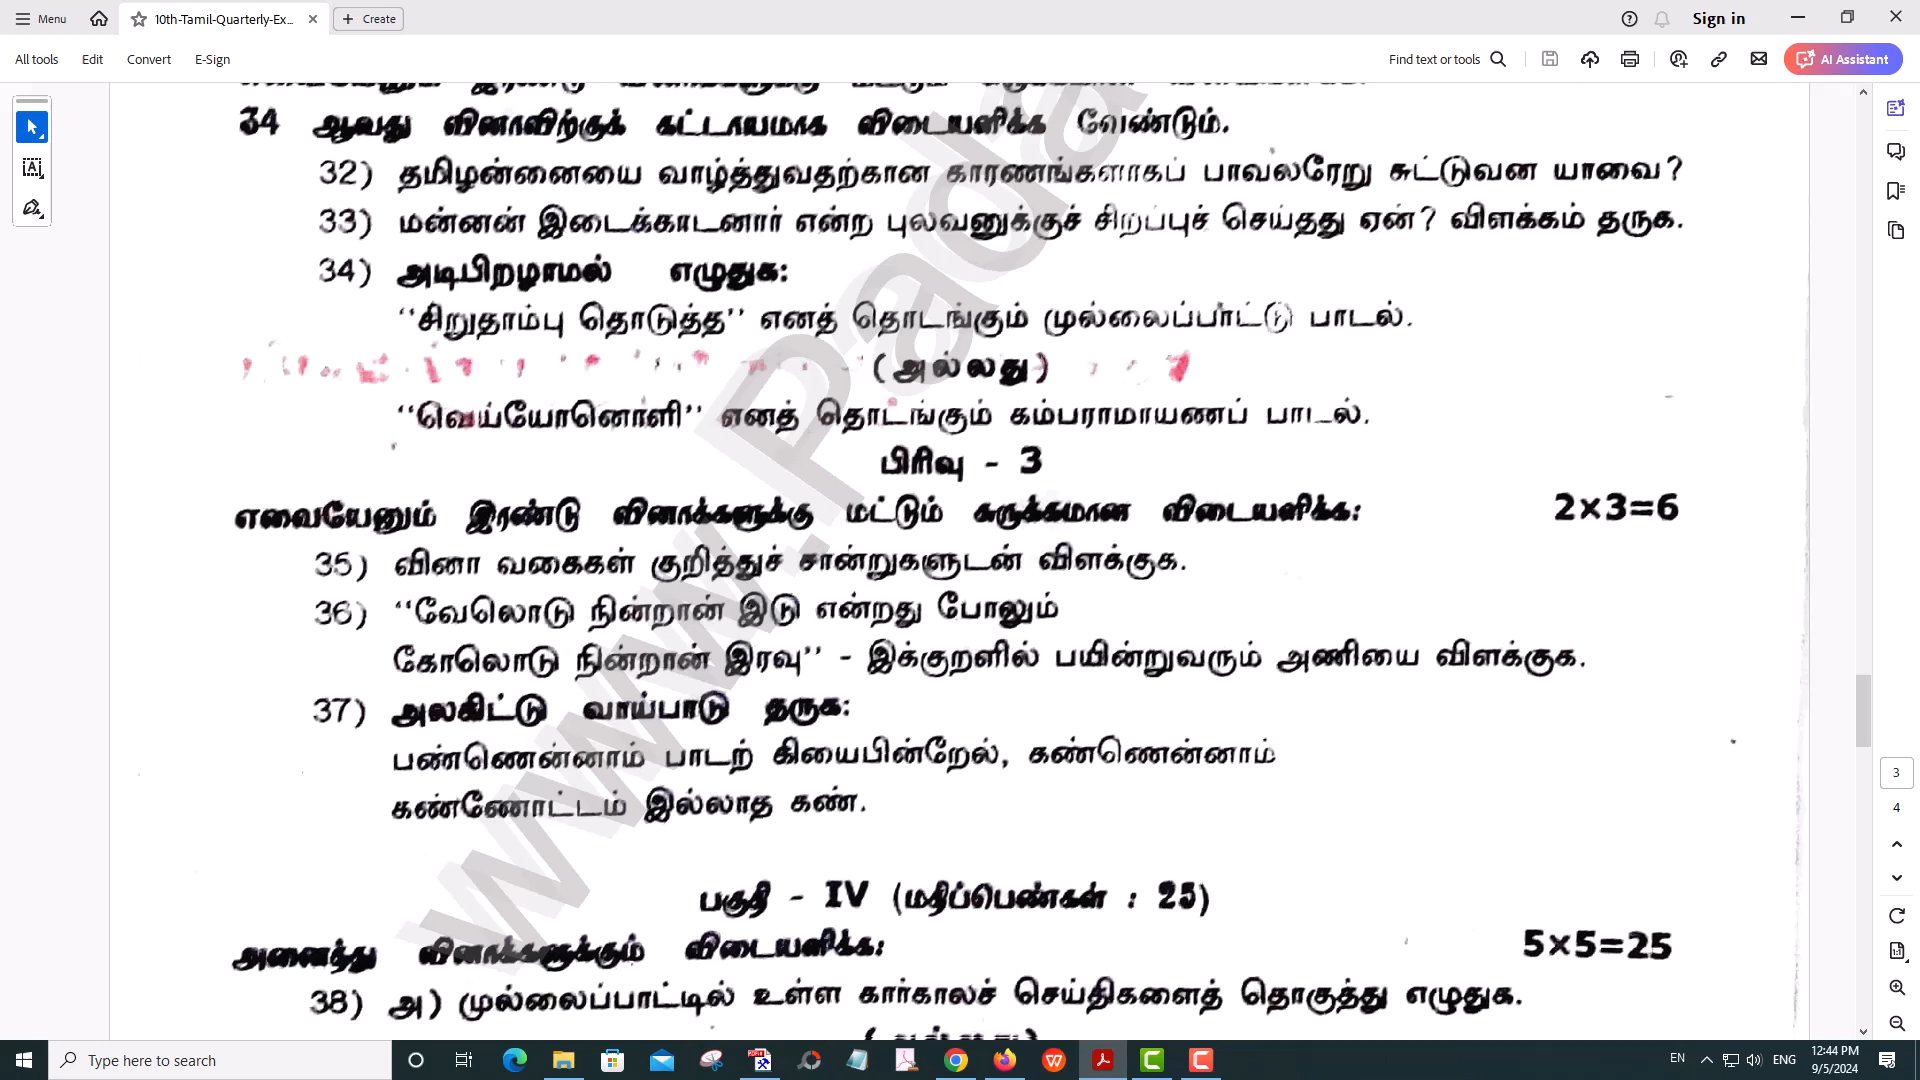 Menu
10th-Tamil-Quarterly-Ex...
Create
Sign in
All tools Edit Convert E-Sign
Find text or tools
AI Assistant
34 ஆவது வினாவிற்குக் கட்டாயமாக விடையளிக்க வேண்டும்.
32) தமிழன்னையை வாழ்த்துவதற்கான காரணங்களாகப் பாவலரேறு சுட்டுவன யாவை?
33) மன்னன் இடைக்காடனார் என்ற புலவனுக்குச் சிறப்புச் செய்தது ஏன்? விளக்கம் தருக.
34) அடிபிறழாமல் எழுதுக:
"சிறுதாம்பு தொடுத்த" எனத் தொடங்கும் முல்லைப்பாட்டு பாடல்.
(அல்லது)
"வெய்யோனொளி" எனத் தொடங்கும் கம்பராமாயணப் பாடல்.
பிரிவு - 3
எவையேனும் இரண்டு வினாக்களுக்கு மட்டும் சுருக்கமான விடையளிக்க: 2×3=6
35) வினா வகைகள் குறித்துச் சான்றுகளுடன் விளக்குக.
36) "வேலொடு நின்றான் இடு என்றது போலும்
கோலொடு நின்றான் இரவு" - இக்குறளில் பயின்றுவரும் அணியை விளக்குக.
37) அலகிட்டு வாய்பாடு தருக:
பண்ணென்னாம் பாடற் கியைபின்றேல், கண்ணென்னாம்
கண்ணோட்டம் இல்லாத கண்.
பகுதி - IV (மதிப்பெண்கள் : 25)
அனைத்து வினாக்களுக்கும் விடையளிக்க: 5×5=25
38) அ) முல்லைப்பாட்டில் உள்ள கார்காலச் செய்திகளைத் தொகுத்து எழுதுக.
3
4
Type here to search
EN
ENG
12:44 PM
9/5/2024